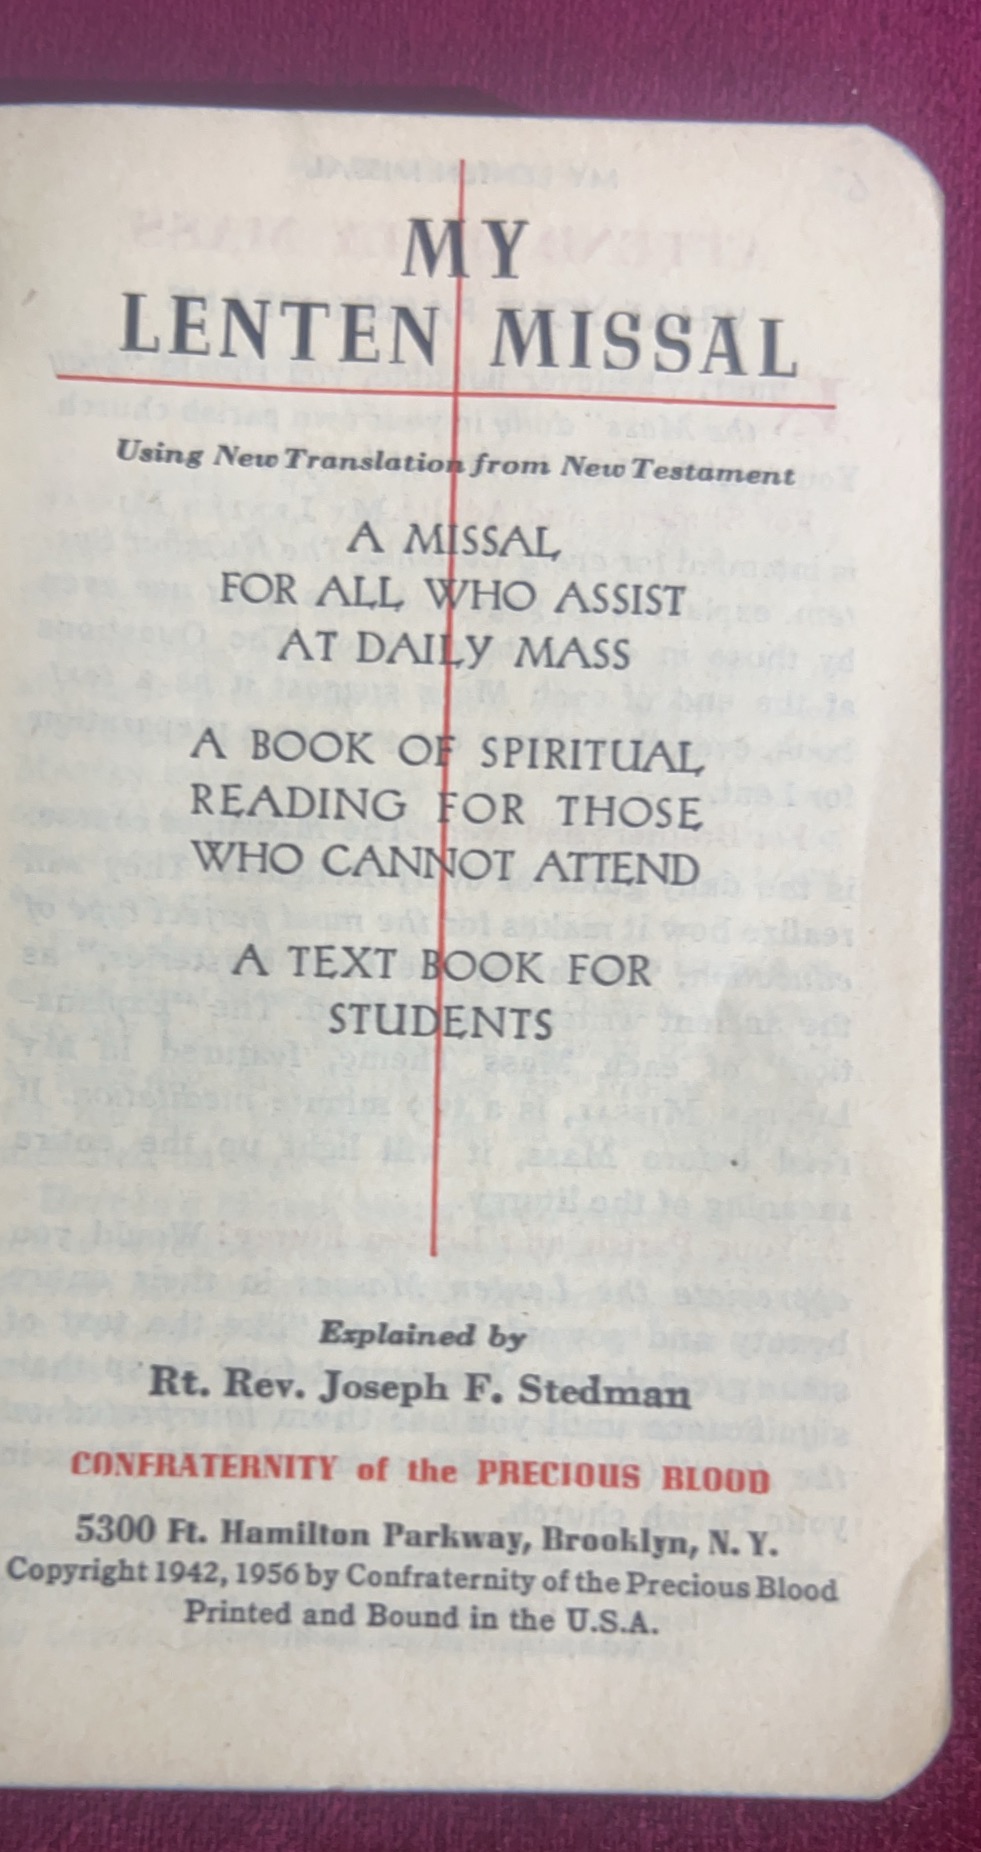 MY
LENTEN MISSAL
Using New Translation from New Testament
A MISSAL
FOR ALL WHO ASSIST
AT DAILY MASS
A BOOK OF SPIRITUAL
READING FOR THOSE
WHO CANNOT ATTEND
A TEXT BOOK FOR
STUDENTS
Explained by
Rt. Rev. Joseph F. Stedman
CONFRATERNITY of the PRECIOUS BLOOD
5300 Ft. Hamilton Parkway, Brooklyn, N. Y.
Copyright 1942, 1956 by Confraternity of the Precious Blood
Printed and Bound in the U.S.A.